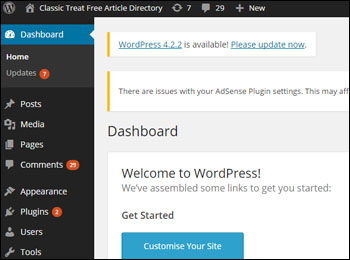 Classic Treat Free Article Directory 7 29 + New
Dashboard
Home
Updates 7
Posts
Media
Pages
Comments 29
Appearance
Plugins 2
Users
Tools
WordPress 4.2.2 is available! Please update now.
There are issues with your AdSense Plugin settings. This may aff
Dashboard
Welcome to WordPress!
We've assembled some links to get you started:
Get Started
Customise Your Site